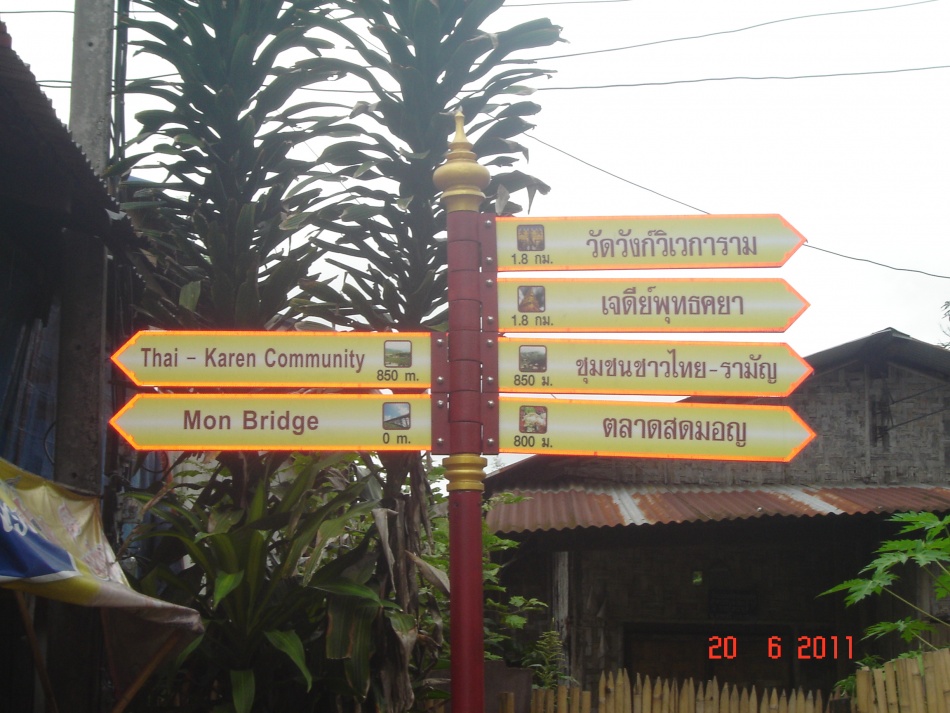 Thai – Karen Community
850 m.
Mon Bridge
0 m.
วัดวังก์วิเวการาม
1.8 กม.
เจดีย์พุทธคยา
1.8 กม.
ชุมชนชาวไทย-รามัญ
850 ม.
ตลาดสดมอญ
800 ม.
20 6 2011